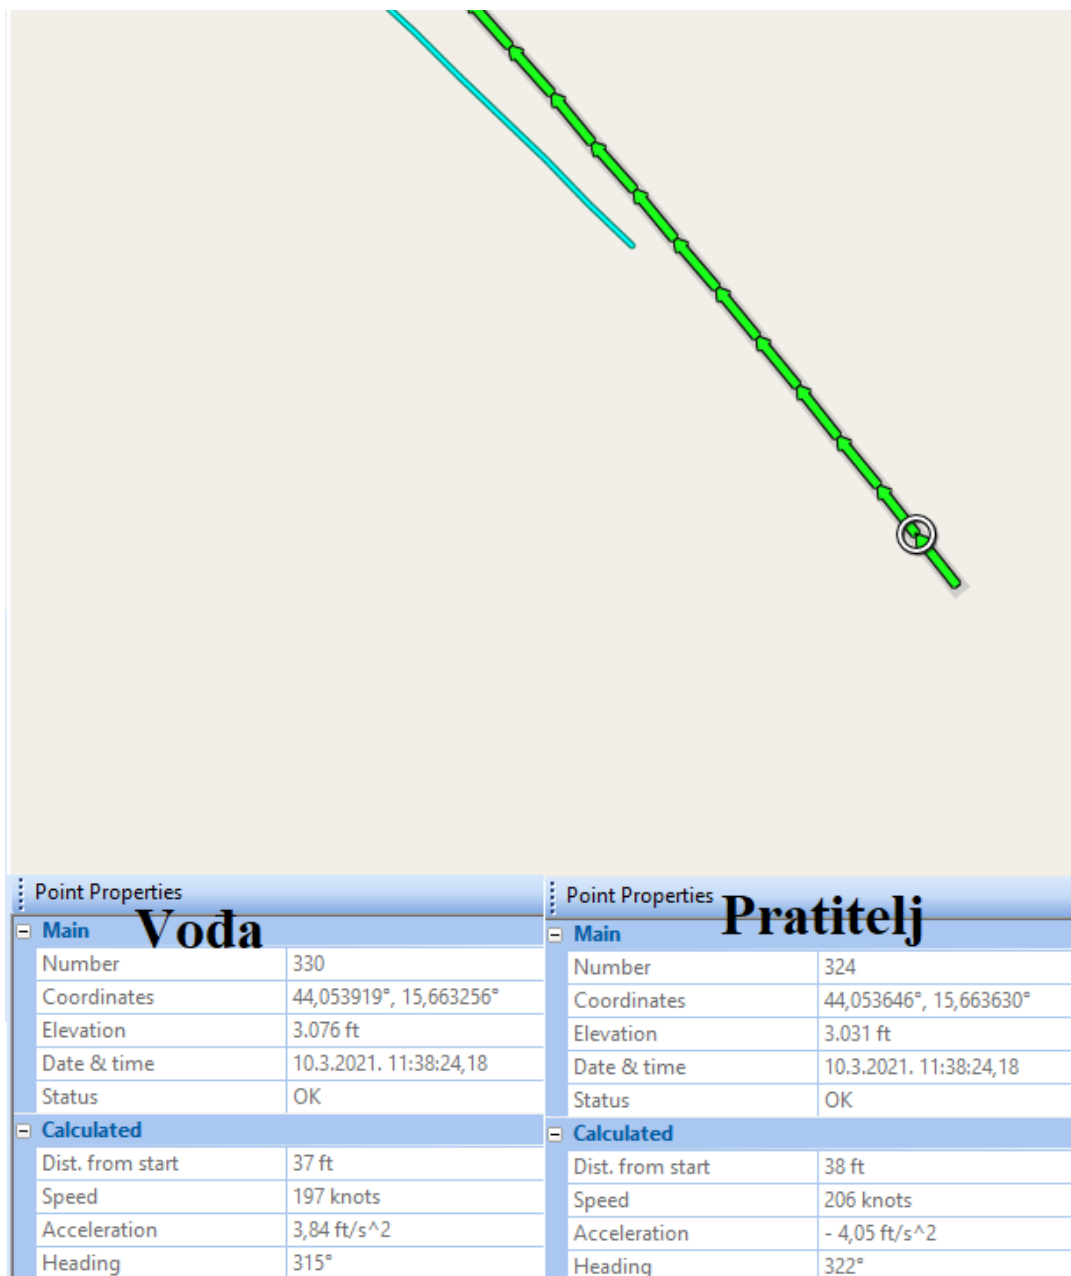 Point Properties
Vođa
Main
Number 330
Coordinates 44,053919°, 15,663256°
Elevation 3.076 ft
Date & time 10.3.2021. 11:38:24,18
Status OK
Calculated
Dist. from start 37 ft
Speed 197 knots
Acceleration 3,84 ft/s^2
Heading 315°
Point Properties
Pratitelj
Main
Number 324
Coordinates 44,053646°, 15,663630°
Elevation 3.031 ft
Date & time 10.3.2021. 11:38:24,18
Status OK
Calculated
Dist. from start 38 ft
Speed 206 knots
Acceleration - 4,05 ft/s^2
Heading 322°